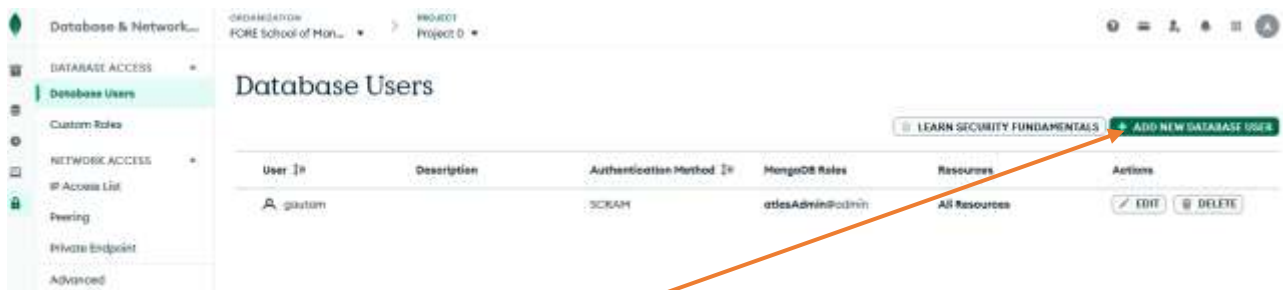 Database & Network...
ORGANIZATION
FORE School of Man...
PROJECT
Project 0
DATABASE ACCESS
Database Users
Custom Roles
NETWORK ACCESS
IP Access List
Peering
Private Endpoint
Advanced
A
Database Users
LEARN SECURITY FUNDAMENTALS
+ ADD NEW DATABASE USER
User Description Authentication Method MongoDB Roles Resources Actions
gautam SCRAM atlasAdmin@admin All Resources EDIT DELETE